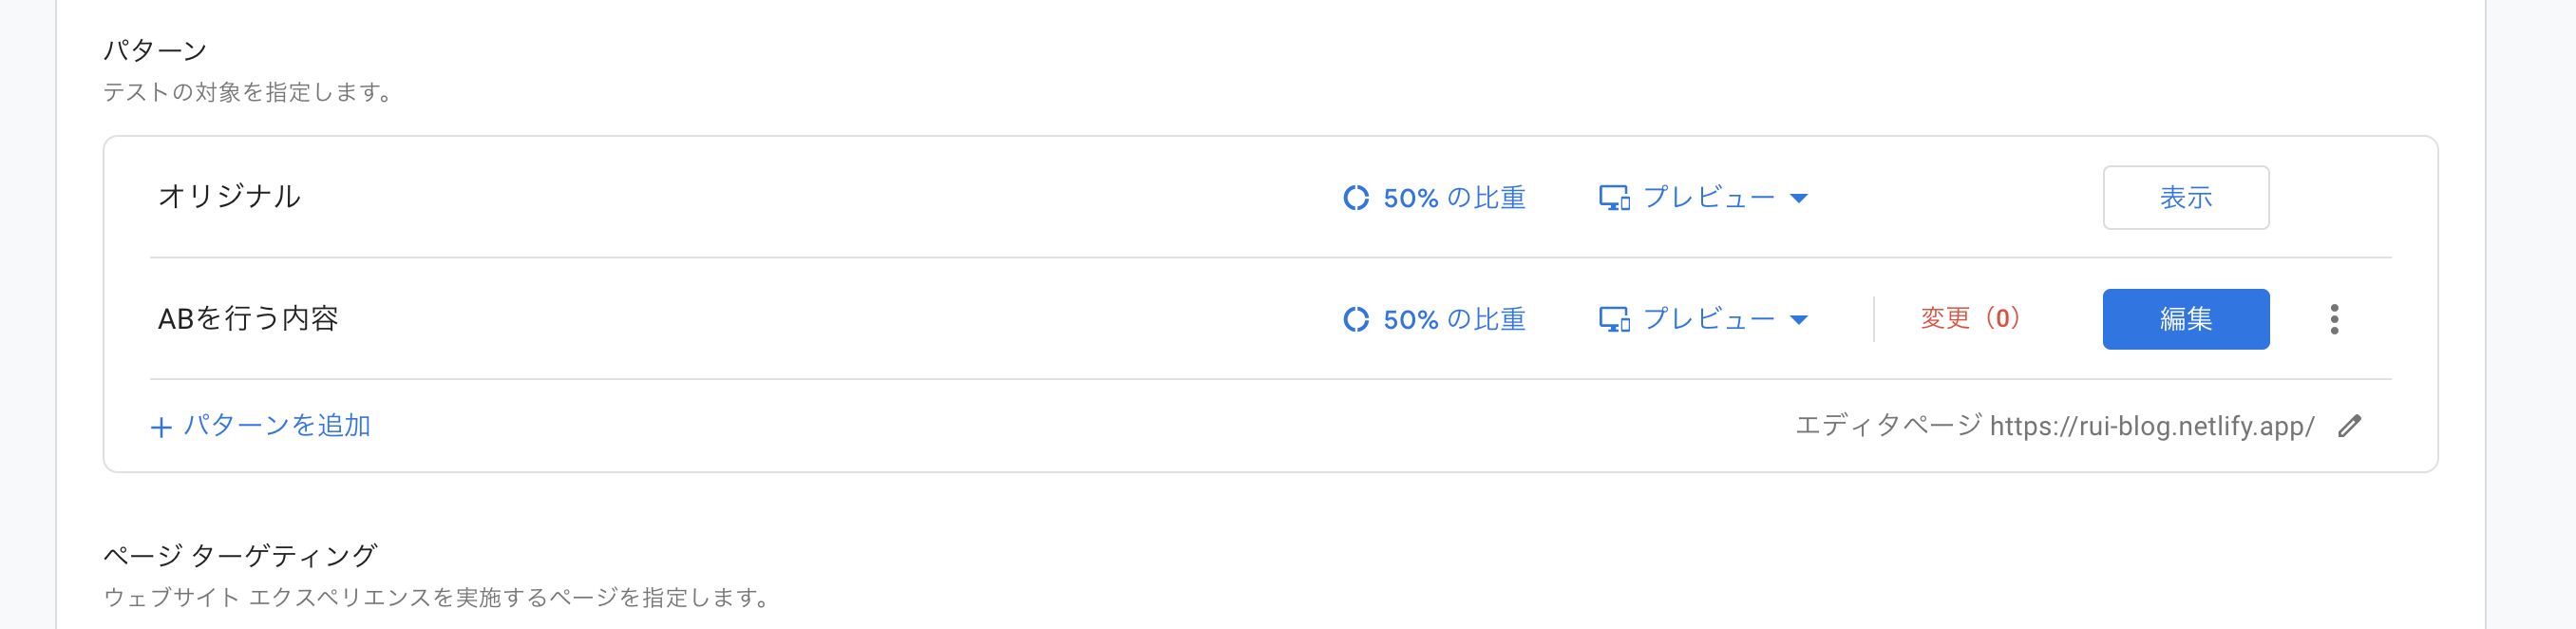 パターン
テストの対象を指定します。
オリジナル 50% の比重 プレビュー 表示
ABを行う内容 50% の比重 プレビュー 変更（0） 編集
+ パターンを追加 エディタページ https://rui-blog.netlify.app/
ページ ターゲティング
ウェブサイト エクスペリエンスを実施するページを指定します。